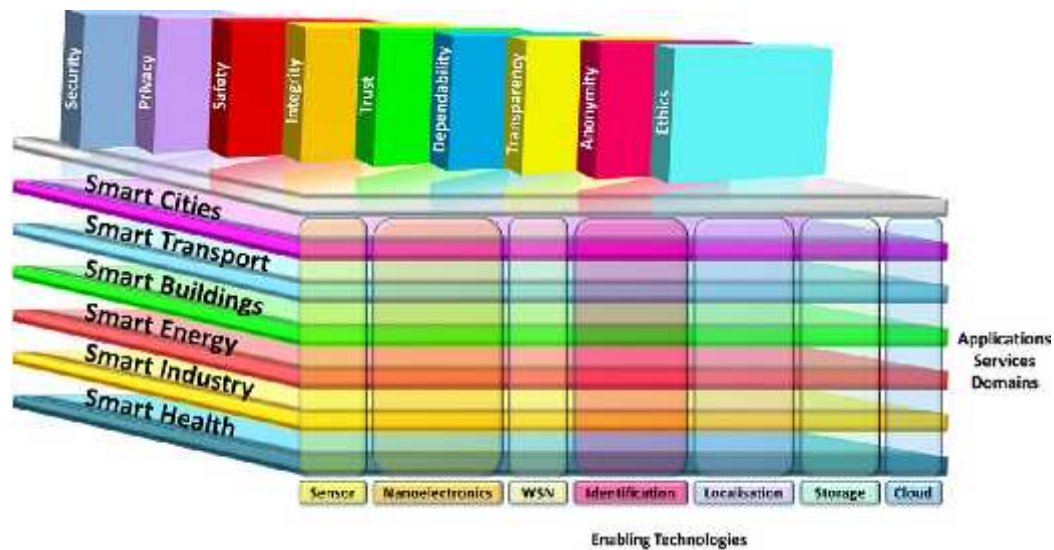 Security
Privacy
Safety
Integrity
Trust
Dependability
Transparency
Anonymity
Ethics
Smart Cities
Smart Transport
Smart Buildings
Smart Energy
Smart Industry
Smart Health
Applications
Services
Domains
Sensor
Nanoelectronics
WSN
Identification
Localisation
Storage
Cloud
Enabling Technologies